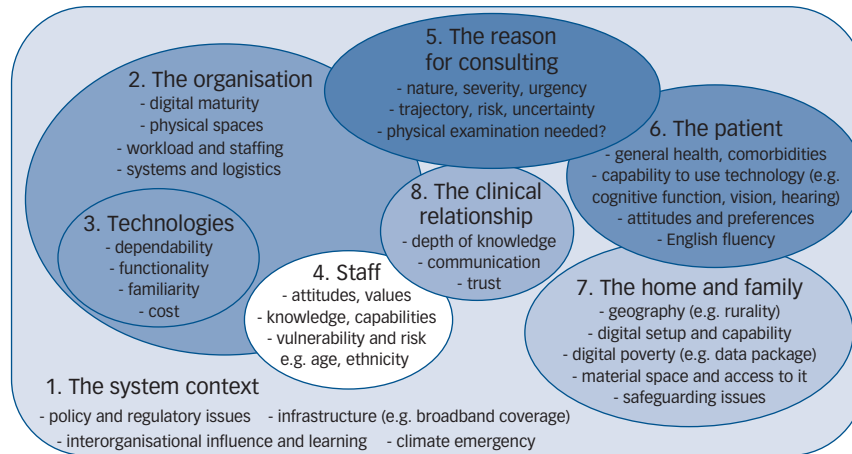 5. The reason
for consulting
- nature, severity, urgency
- trajectory, risk, uncertainty
- physical examination needed?
2. The organisation
- digital maturity
- physical spaces
- workload and staffing
- systems and logistics
6. The patient
- general health, comorbidities
- capability to use technology (e.g.
cognitive function, vision, hearing)
- attitudes and preferences
- English fluency
8. The clinical
relationship
- depth of knowledge
- communication
- trust
3. Technologies
- dependability
- functionality
- familiarity
- cost
4. Staff
- attitudes, values
- knowledge, capabilities
- vulnerability and risk
e.g. age, ethnicity
7. The home and family
- geography (e.g. rurality)
- digital setup and capability
- digital poverty (e.g. data package)
- material space and access to it
- safeguarding issues
1. The system context
- policy and regulatory issues - infrastructure (e.g. broadband coverage)
- interorganisational influence and learning - climate emergency